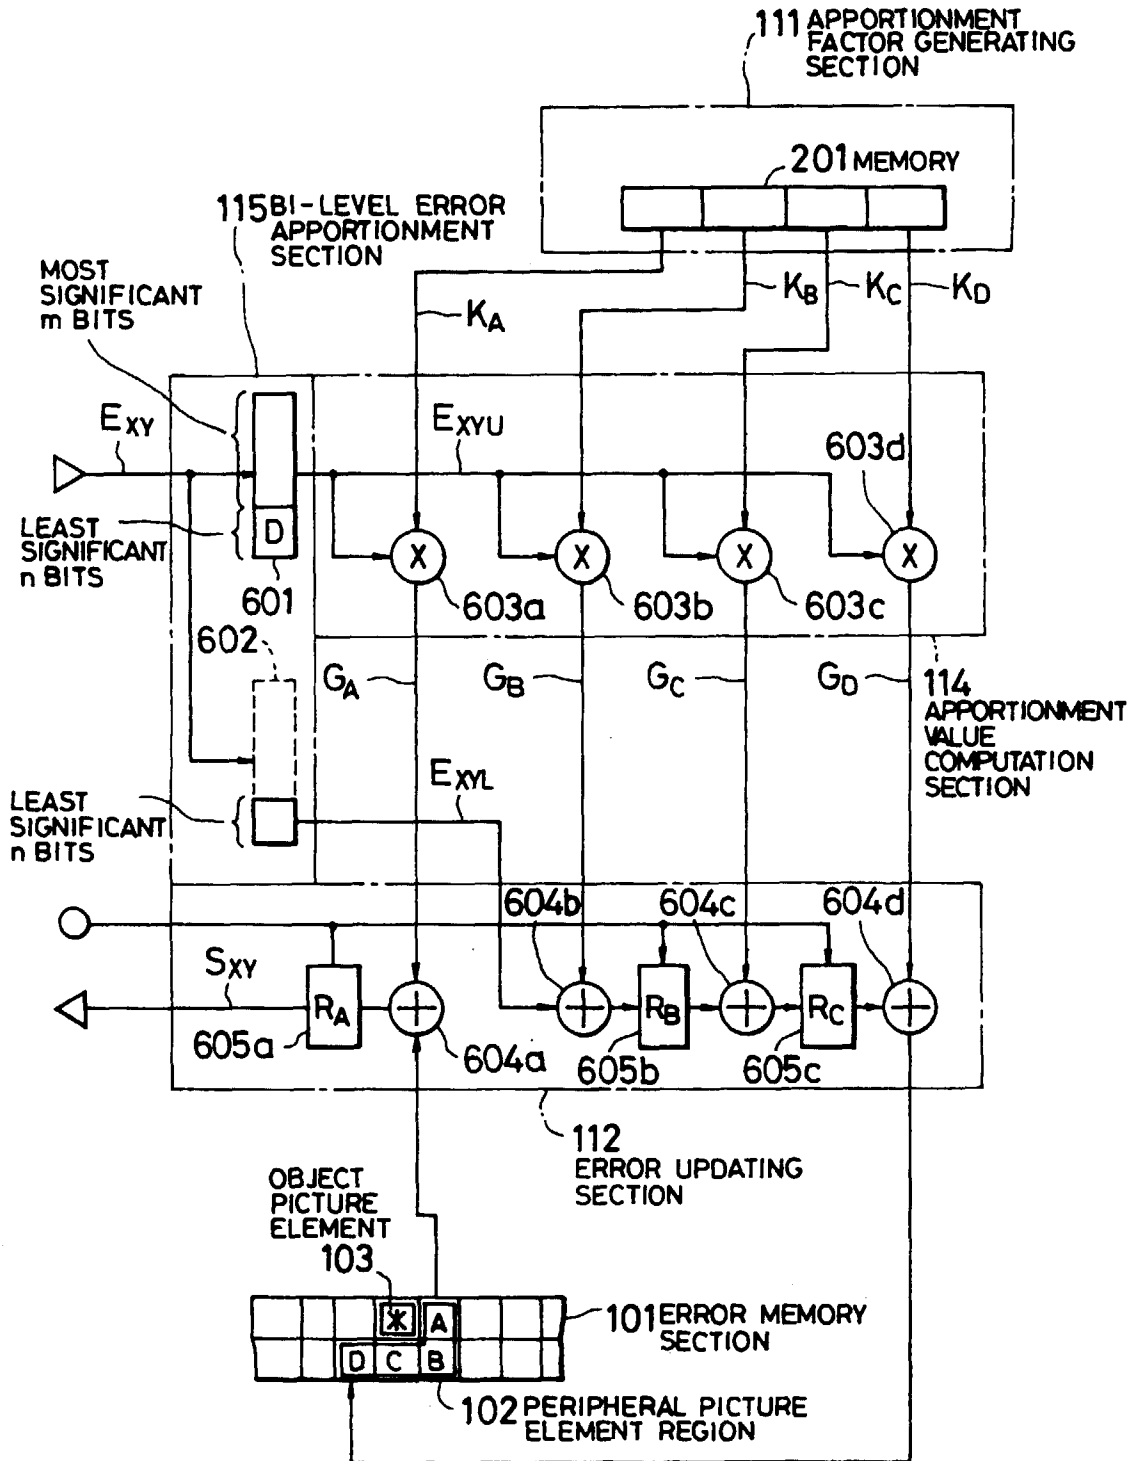 111 APPORTIONMENT
FACTOR GENERATING
SECTION
201 MEMORY
115 BI-LEVEL ERROR
APPORTIONMENT
SECTION
MOST
SIGNIFICANT
m BITS
KA
KB
KC
KD
EXY
EXYU
603d
LEAST
SIGNIFICANT
n BITS
D
X
X
X
X
601
603a
603b
603c
602
GA
GB
GC
GD
114
APPORTIONMENT
VALUE
COMPUTATION
SECTION
EXYL
LEAST
SIGNIFICANT
n BITS
604b
604c
604d
SXY
RA
RB
RC
605a
604a
605b
605c
112
ERROR UPDATING
SECTION
OBJECT
PICTURE
ELEMENT
103
* A
D C B
101 ERROR MEMORY
SECTION
102 PERIPHERAL PICTURE
ELEMENT REGION